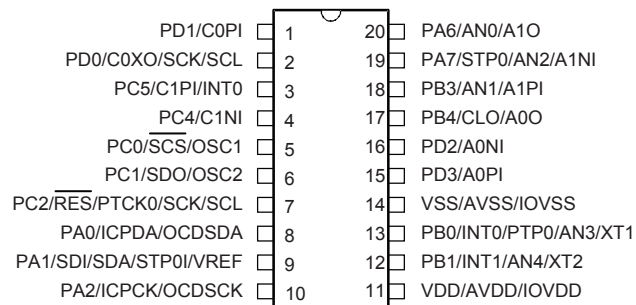 PD1/C0PI 1 20 PA6/AN0/A1O
PD0/C0XO/SCK/SCL 2 19 PA7/STP0/AN2/A1NI
PC5/C1PI/INT0 3 18 PB3/AN1/A1PI
PC4/C1NI 4 17 PB4/CLO/A0O
PC0/SCS/OSC1 5 16 PD2/A0NI
PC1/SDO/OSC2 6 15 PD3/A0PI
PC2/RES/PTCK0/SCK/SCL 7 14 VSS/AVSS/IOVSS
PA0/ICPDA/OCDSDA 8 13 PB0/INT0/PTP0/AN3/XT1
PA1/SDI/SDA/STP0I/VREF 9 12 PB1/INT1/AN4/XT2
PA2/ICPCK/OCDSCK 10 11 VDD/AVDD/IOVDD